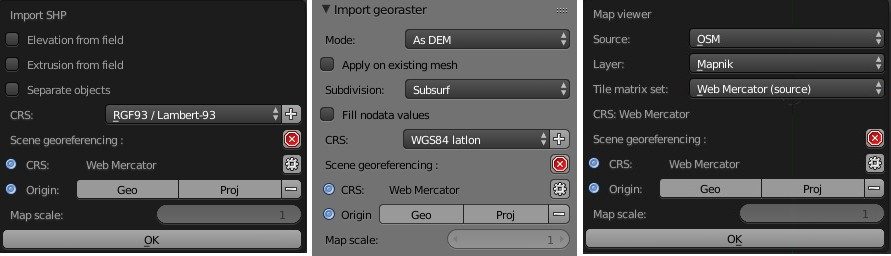 Import SHP
Elevation from field
Extrusion from field
Separate objects
CRS: RGF93 / Lambert-93
Scene georeferencing :
CRS: Web Mercator
Origin: Geo Proj
Map scale: 1
OK
Import georaster
Mode: As DEM
Apply on existing mesh
Subdivision: Subsurf
Fill nodata values
CRS: WGS84 latlon
Scene georeferencing :
CRS: Web Mercator
Origin Geo Proj
Map scale: 1
Map viewer
Source: OSM
Layer: Mapnik
Tile matrix set: Web Mercator (source)
CRS: Web Mercator
Scene georeferencing :
CRS: Web Mercator
Origin: Geo Proj
Map scale: 1
OK